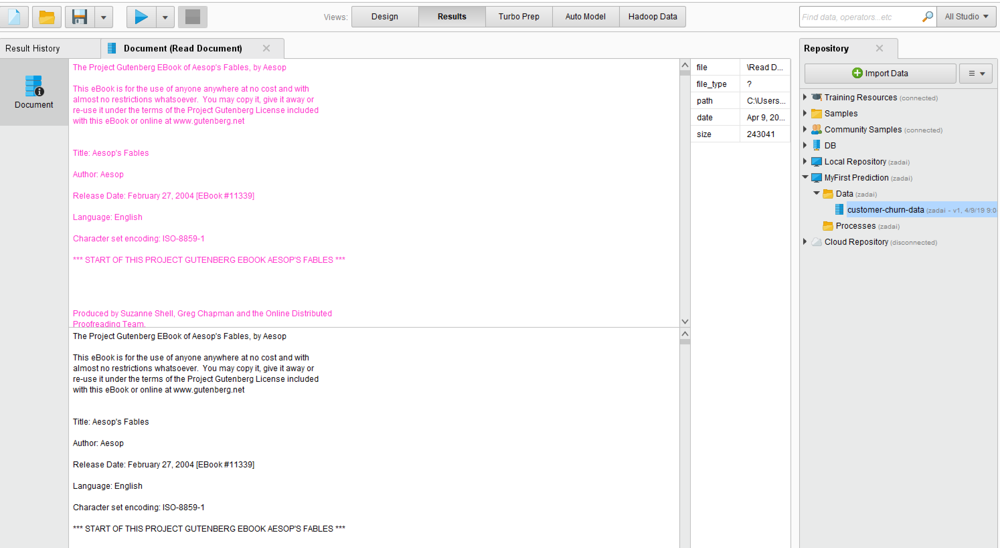 Views: Design Results Turbo Prep Auto Model Hadoop Data Find data, operators...etc All Studio
Result History Document (Read Document)
Document
The Project Gutenberg EBook of Aesop's Fables, by Aesop
This eBook is for the use of anyone anywhere at no cost and with
almost no restrictions whatsoever.  You may copy it, give it away or
re-use it under the terms of the Project Gutenberg License included
with this eBook or online at www.gutenberg.net
Title: Aesop's Fables
Author: Aesop
Release Date: February 27, 2004 [EBook #11339]
Language: English
Character set encoding: ISO-8859-1
*** START OF THIS PROJECT GUTENBERG EBOOK AESOP'S FABLES ***
Produced by Suzanne Shell, Greg Chapman and the Online Distributed
Proofreading Team.
The Project Gutenberg EBook of Aesop's Fables, by Aesop
This eBook is for the use of anyone anywhere at no cost and with
almost no restrictions whatsoever.  You may copy it, give it away or
re-use it under the terms of the Project Gutenberg License included
with this eBook or online at www.gutenberg.net
Title: Aesop's Fables
Author: Aesop
Release Date: February 27, 2004 [EBook #11339]
Language: English
Character set encoding: ISO-8859-1
*** START OF THIS PROJECT GUTENBERG EBOOK AESOP'S FABLES ***
file \Read D...
file_type ?
path C:\Users...
date Apr 9, 20...
size 243041
Repository
Import Data
Training Resources (connected)
Samples
Community Samples (connected)
DB
Local Repository (zadai)
MyFirst Prediction (zadai)
Data (zadai)
customer-churn-data (zadai - v1, 4/9/19 9:0
Processes (zadai)
Cloud Repository (disconnected)